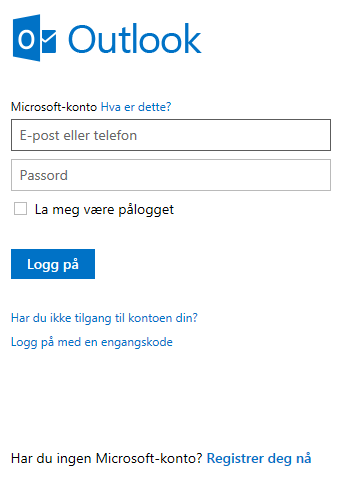 Outlook
Microsoft-konto Hva er dette?
E-post eller telefon
Passord
La meg være pålogget
Logg på
Har du ikke tilgang til kontoen din?
Logg på med en engangskode
Har du ingen Microsoft-konto? Registrer deg nå